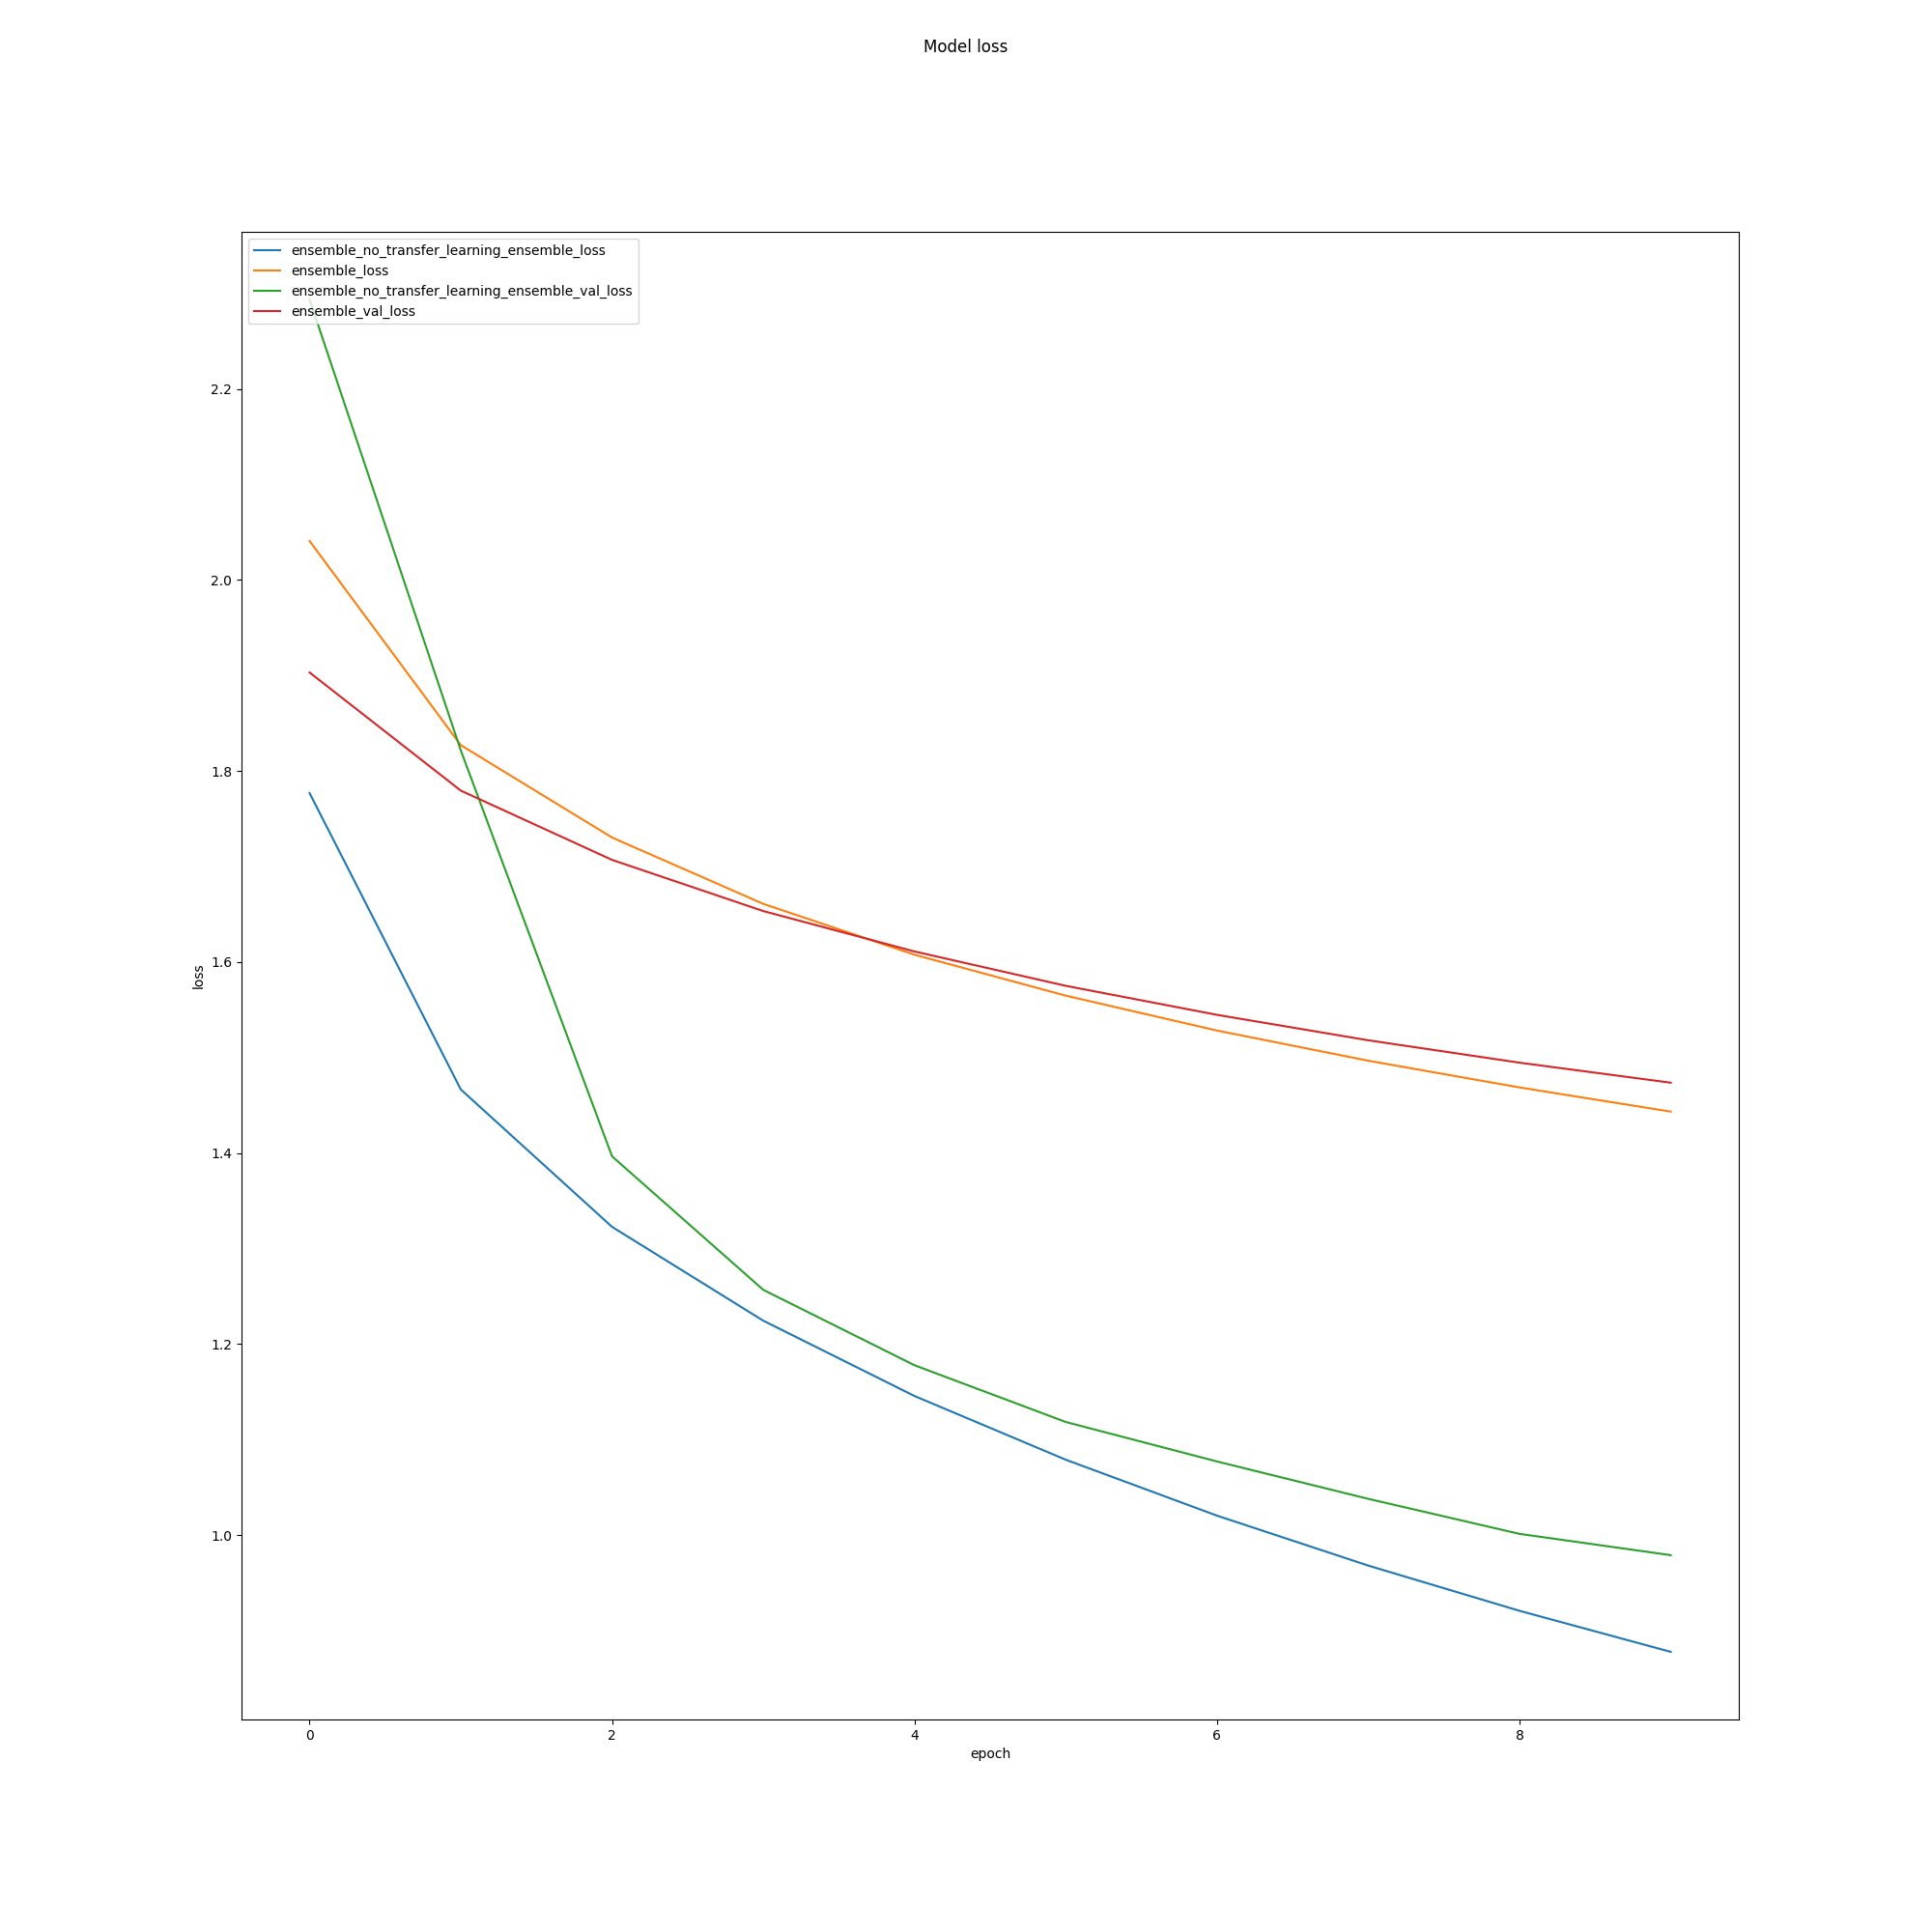 Model loss
ensemble_no_transfer_learning_ensemble_loss
ensemble_loss
ensemble_no_transfer_learning_ensemble_val_loss
ensemble_val_loss
2.2
2.0
1.8
1.6
1.4
1.2
1.0
loss
0 2 4 6 8
epoch